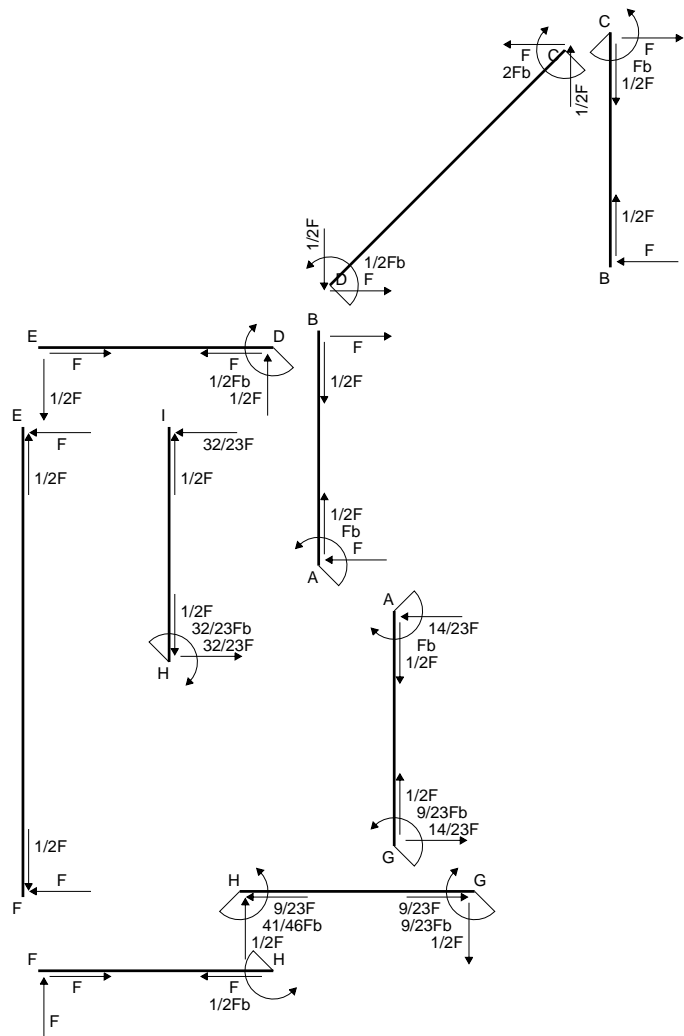 C
F
C
F
2Fb
Fb
1/2F
1/2F
1/2F
1/2F
F
B
1/2Fb
D
F
E
D
B
F
F
F
1/2Fb
1/2F
1/2F
1/2F
E
I
F
32/23F
1/2F
1/2F
1/2F
Fb
F
A
A
1/2F
32/23Fb
32/23F
14/23F
Fb
1/2F
H
1/2F
9/23Fb
14/23F
1/2F
G
F
F
H
G
9/23F
9/23F
41/46Fb
9/23Fb
1/2F
1/2F
F
H
F
F
1/2Fb
F